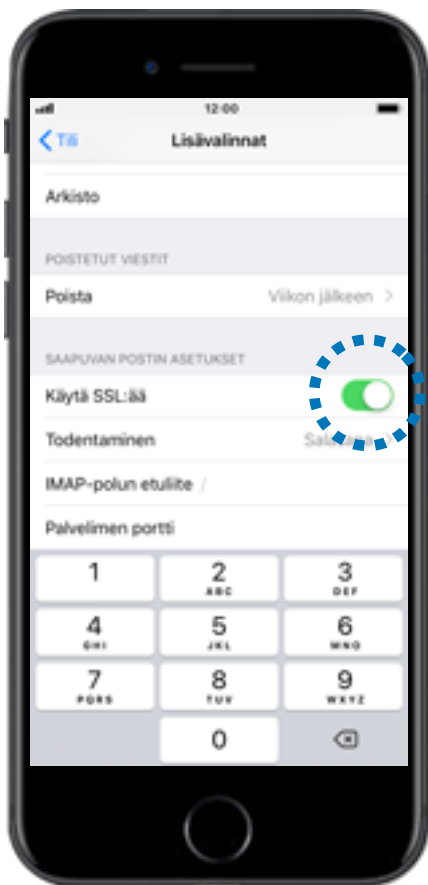 12:00
Tili
Lisävalinnat
Arkisto
POISTETUT VIESTIT
Poista
Viikon jälkeen
SAAPUVAN POSTIN ASETUKSET
Käytä SSL:ää
Todentaminen
Salasana
IMAP-polun etuliite /
Palvelimen portti
1
2
3
ABC
DEF
4
5
6
GHI
JKL
MNO
7
8
9
PQRS
TUV
WXYZ
0